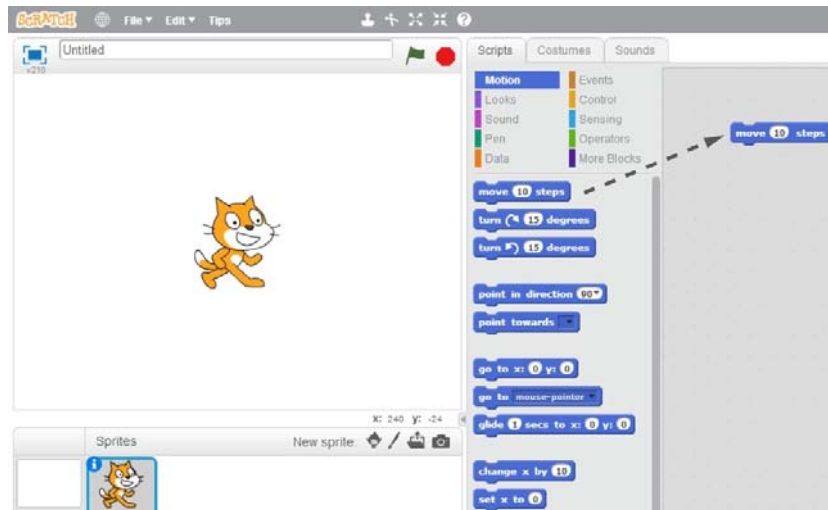 SCRATCH File Edit Tips
Untitled
v210
Scripts Costumes Sounds
Motion Events
Looks Control
Sound Sensing
Pen Operators
Data More Blocks
move 10 steps
turn 15 degrees
turn 15 degrees
point in direction 90
point towards
go to x: 0 y: 0
go to mouse-pointer
glide 1 secs to x: 0 y: 0
change x by 10
set x to 0
move 10 steps
x: 240 y: -24
Sprites New sprite: